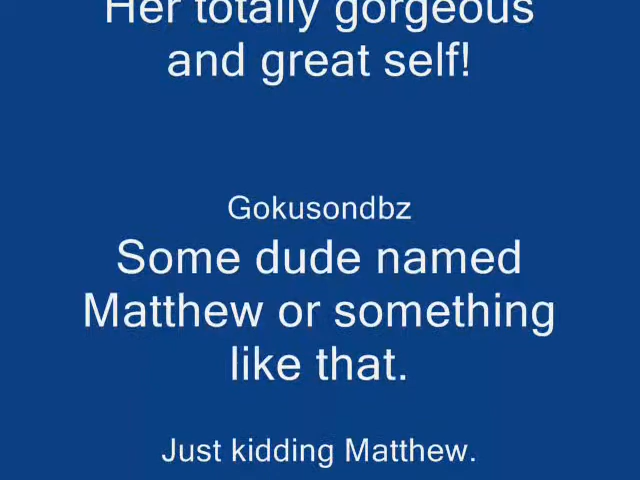 Her totally gorgeous
and great self!
Gokusondbz
Some dude named
Matthew or something
like that.
Just kidding Matthew.